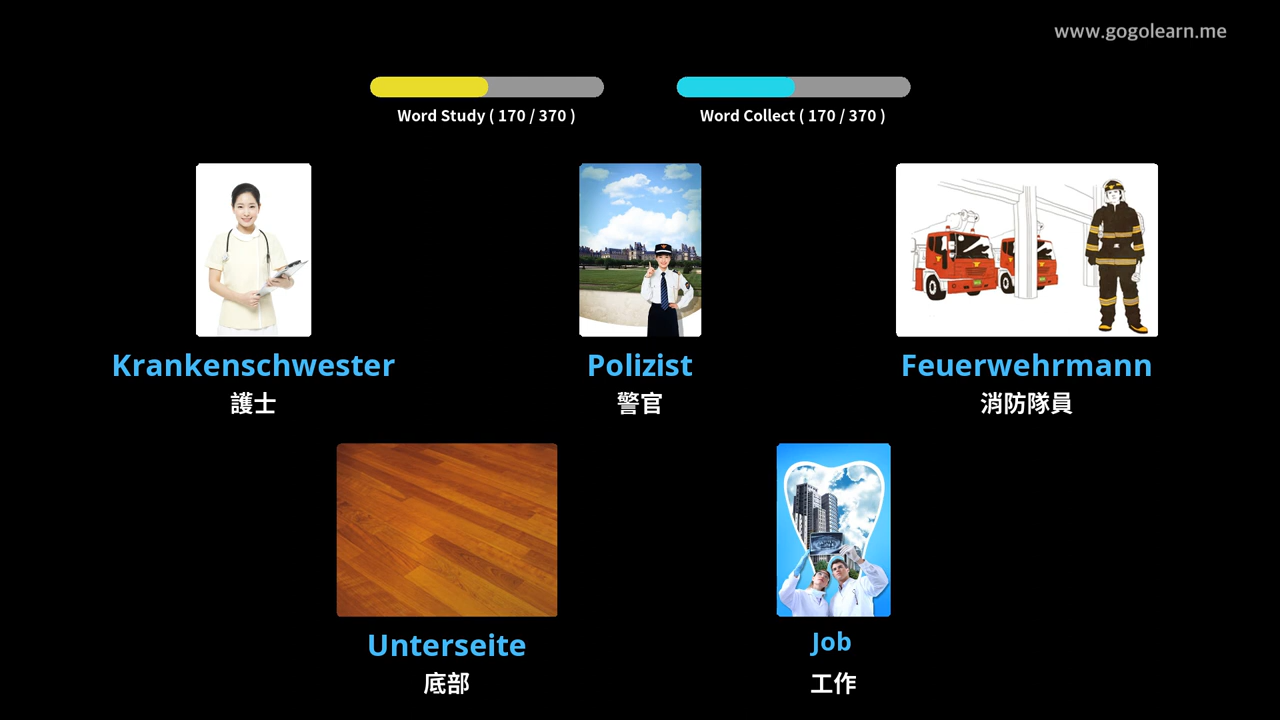 www.gogolearn.me
Word Study ( 170 / 370 )
Word Collect ( 170 / 370 )
Krankenschwester
護士
Polizist
警官
Feuerwehrmann
消防隊員
Unterseite
底部
Job
工作